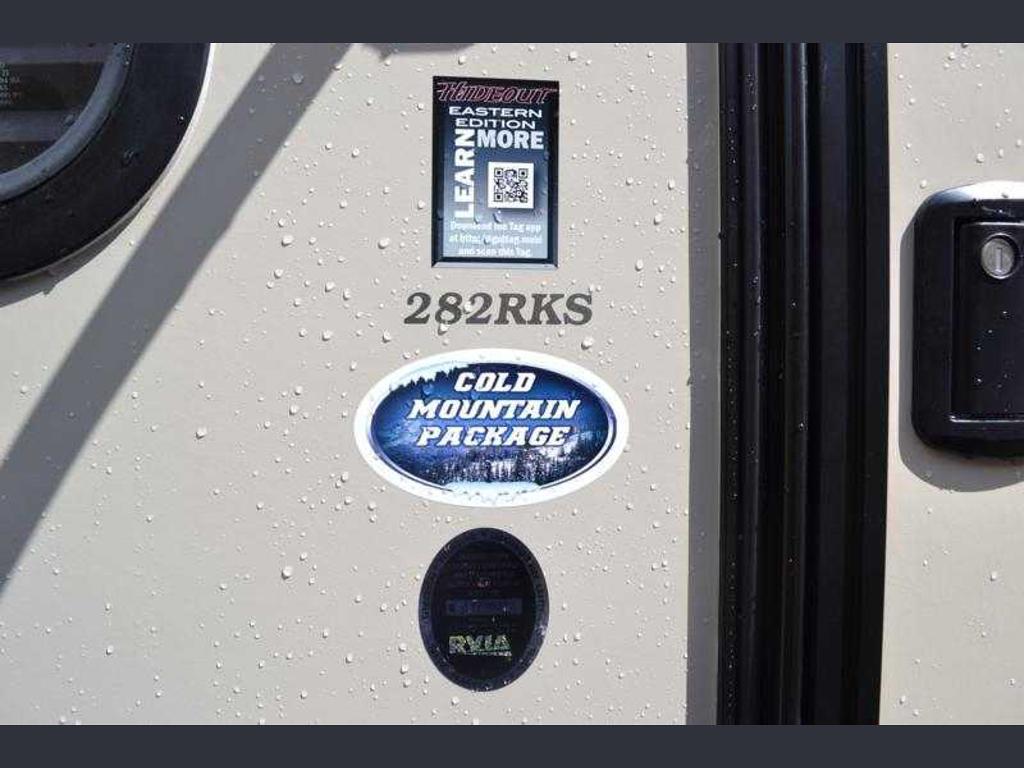 HIDEOUT
EASTERN
EDITION
LEARN MORE
Download the Tag app
and scan this Tag.
282RKS
COLD
MOUNTAIN
PACKAGE
RVIA